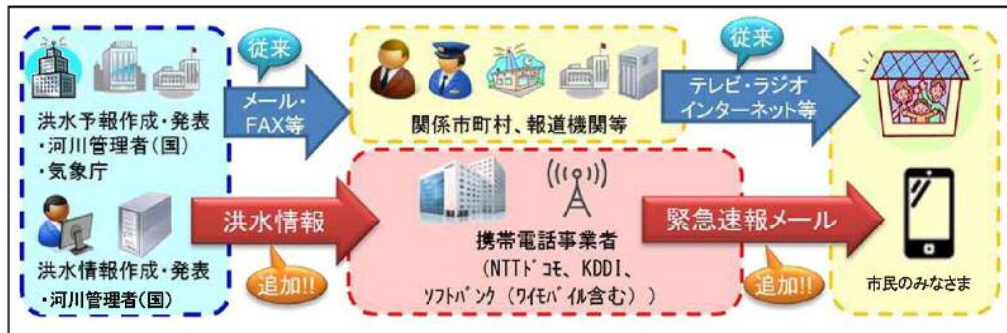 洪水予報作成・発表
・河川管理者(国)
・気象庁
従来
メール・
FAX等
関係市町村、報道機関等
従来
テレビ・ラジオ
インターネット等
洪水情報作成・発表
・河川管理者(国)
洪水情報
追加!!
携帯電話事業者
(NTTﾄﾞｺﾓ、KDDI、
ｿﾌﾄﾊﾞﾝｸ(ﾜｲﾓﾊﾞｲﾙ含む))
緊急速報メール
追加!!
市民のみなさま